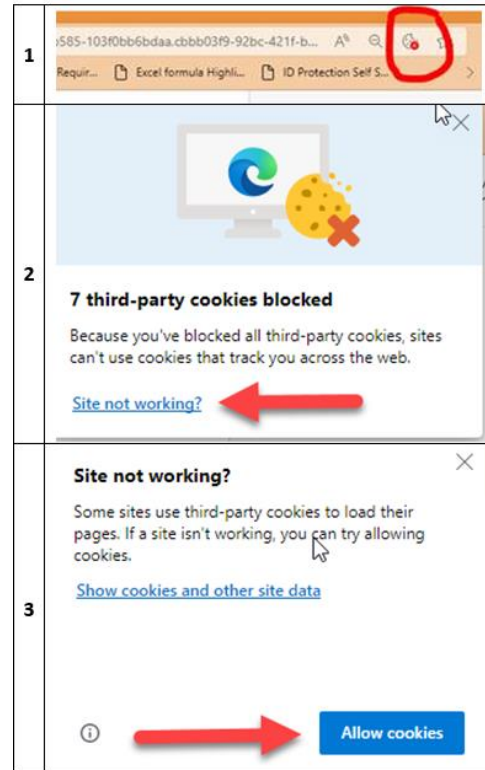 1
585-103f0bb6bdaa.cbbb03f9-92bc-421f-b...
Requir... Excel formula Highli... ID Protection Self S...
2
7 third-party cookies blocked
Because you've blocked all third-party cookies, sites
can't use cookies that track you across the web.
Site not working?
3
Site not working?
Some sites use third-party cookies to load their
pages. If a site isn't working, you can try allowing
cookies.
Show cookies and other site data
Allow cookies